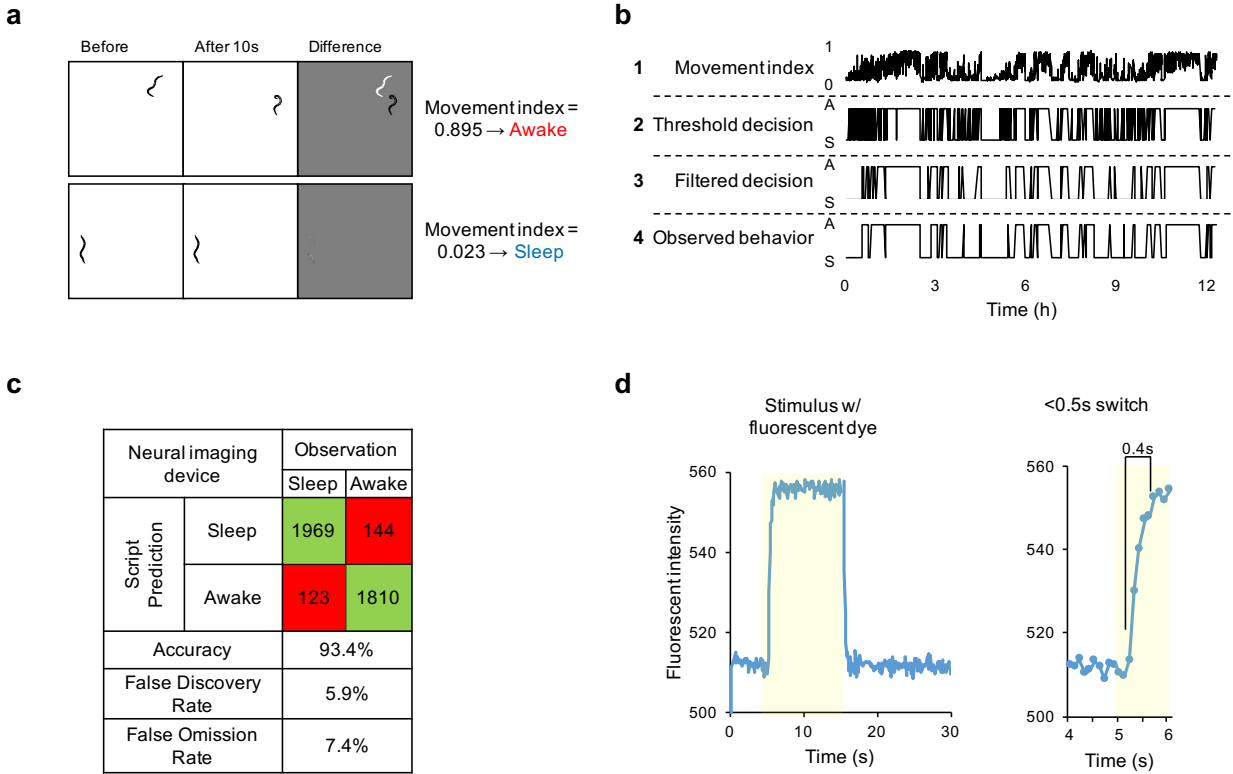 a
Before After 10s Difference
Movement index =
0.895 → Awake
Movement index =
0.023 → Sleep
b
1 Movement index 1 0
2 Threshold decision A S
3 Filtered decision A S
4 Observed behavior A S
0 3 6 9 12
Time (h)
c
Neural imaging
device
Observation
Sleep Awake
Script
Prediction
Sleep 1969 144
Awake 123 1810
Accuracy 93.4%
False Discovery
Rate
5.9%
False Omission
Rate
7.4%
d
Stimulus w/
fluorescent dye
Fluorescent intensity
560
540
520
500
0 10 20 30
Time (s)
<0.5s switch
0.4s
560
540
520
500
4 5 6
Time (s)